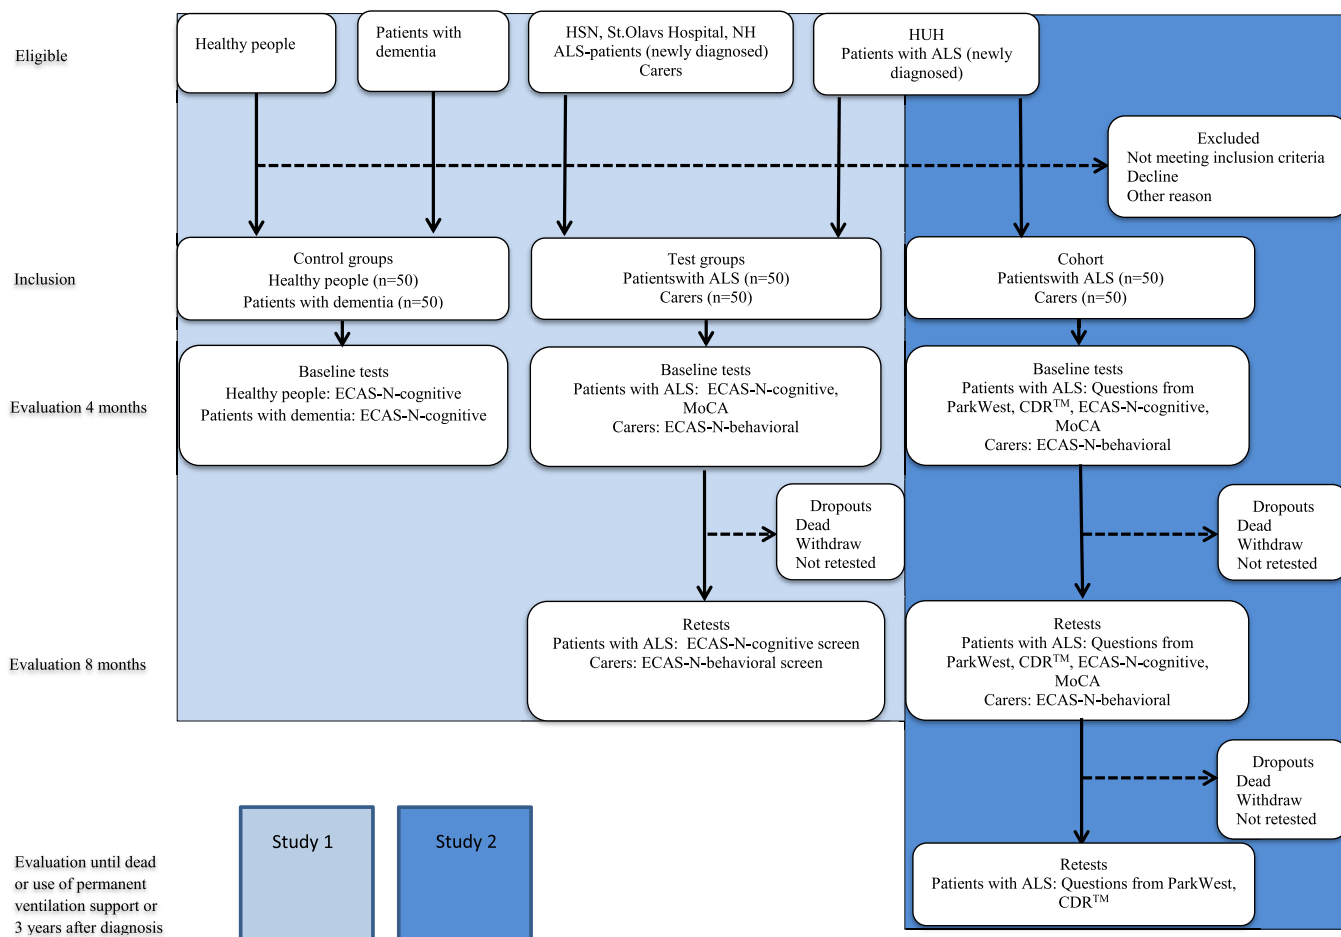 Eligible
Healthy people
Patients with
dementia
HSN, St.Olavs Hospital, NH
ALS-patients (newly diagnosed)
Carers
HUH
Patients with ALS (newly
diagnosed)
Excluded
Not meeting inclusion criteria
Decline
Other reason
Inclusion
Control groups
Healthy people (n=50)
Patients with dementia (n=50)
Test groups
Patientswith ALS (n=50)
Carers (n=50)
Cohort
Patientswith ALS (n=50)
Carers (n=50)
Evaluation 4 months
Baseline tests
Healthy people: ECAS-N-cognitive
Patients with dementia: ECAS-N-cognitive
Baseline tests
Patients with ALS: ECAS-N-cognitive,
MoCA
Carers: ECAS-N-behavioral
Baseline tests
Patients with ALS: Questions from
ParkWest, CDR™, ECAS-N-cognitive,
MoCA
Carers: ECAS-N-behavioral
Dropouts
Dead
Withdraw
Not retested
Dropouts
Dead
Withdraw
Not retested
Evaluation 8 months
Retests
Patients with ALS: ECAS-N-cognitive screen
Carers: ECAS-N-behavioral screen
Retests
Patients with ALS: Questions from
ParkWest, CDR™, ECAS-N-cognitive,
MoCA
Carers: ECAS-N-behavioral
Dropouts
Dead
Withdraw
Not retested
Study 1
Study 2
Evaluation until dead
or use of permanent
ventilation support or
3 years after diagnosis
Retests
Patients with ALS: Questions from ParkWest,
CDR™